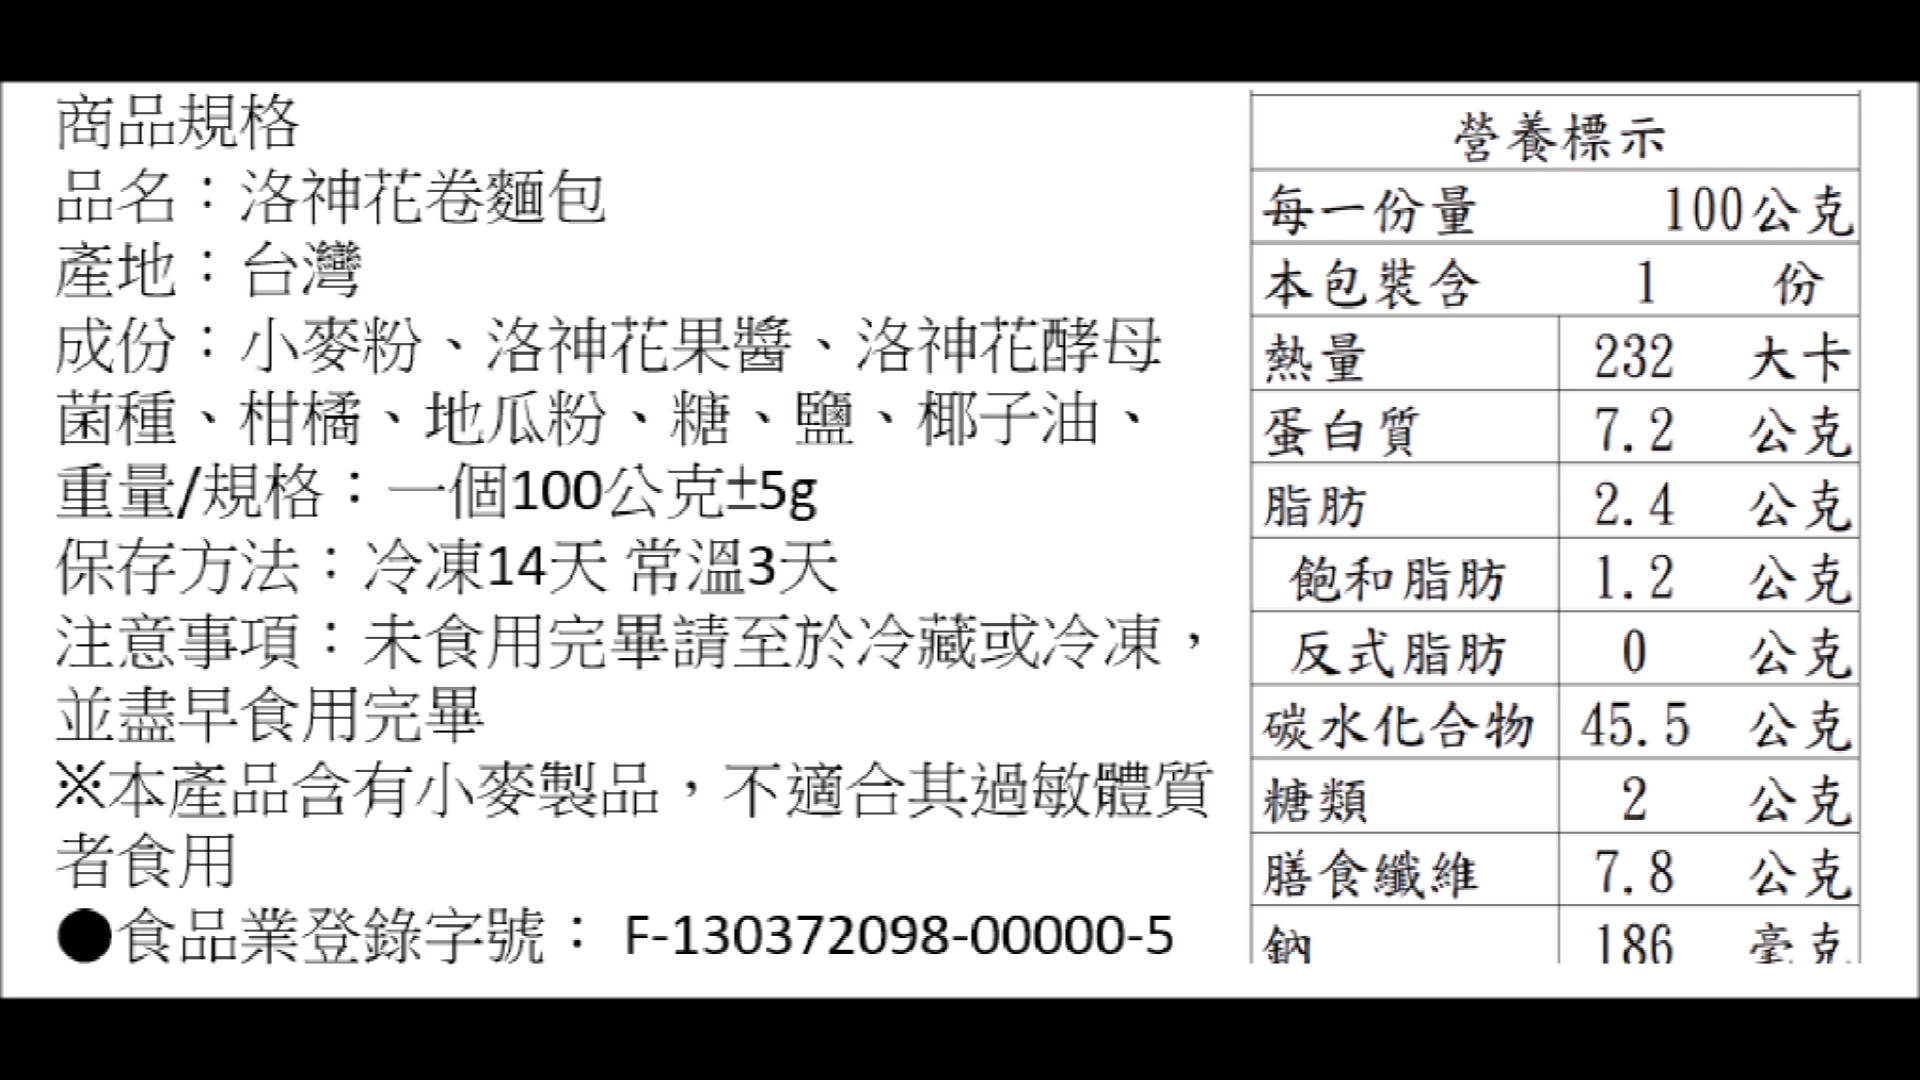 商品規格
品名：洛神花卷麵包
產地：台灣
成份：小麥粉、洛神花果醬、洛神花酵母
菌種、柑橘、地瓜粉、糖、鹽、椰子油、
重量/規格：一個100公克±5g
保存方法：冷凍14天 常溫3天
注意事項：未食用完畢請至於冷藏或冷凍，
並盡早食用完畢
※本產品含有小麥製品，不適合其過敏體質
者食用
●食品業登錄字號： F-130372098-00000-5
營養標示
每一份量 100公克
本包裝含 1 份
熱量 232 大卡
蛋白質 7.2 公克
脂肪 2.4 公克
飽和脂肪 1.2 公克
反式脂肪 0 公克
碳水化合物 45.5 公克
糖類 2 公克
膳食纖維 7.8 公克
鈉 186 毫克